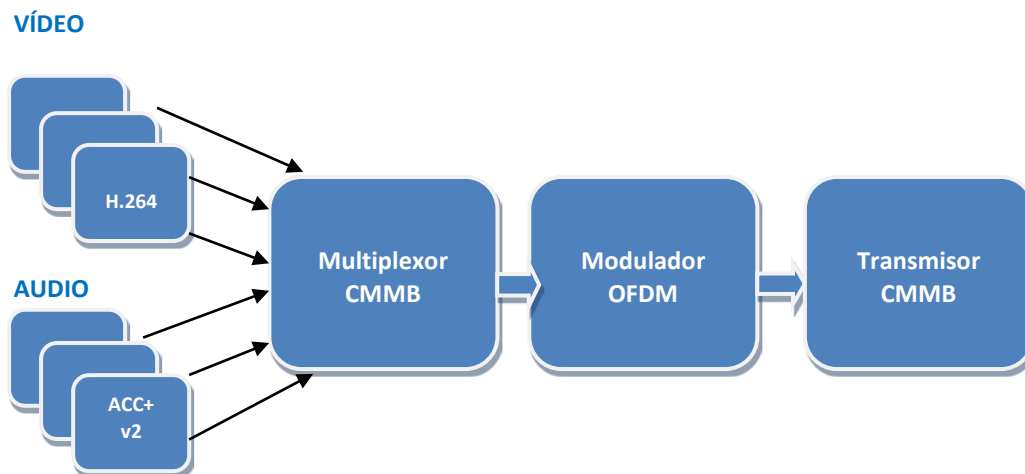 VÍDEO
H.264
AUDIO
ACC+
v2
Multiplexor
CMMB
Modulador
OFDM
Transmisor
CMMB